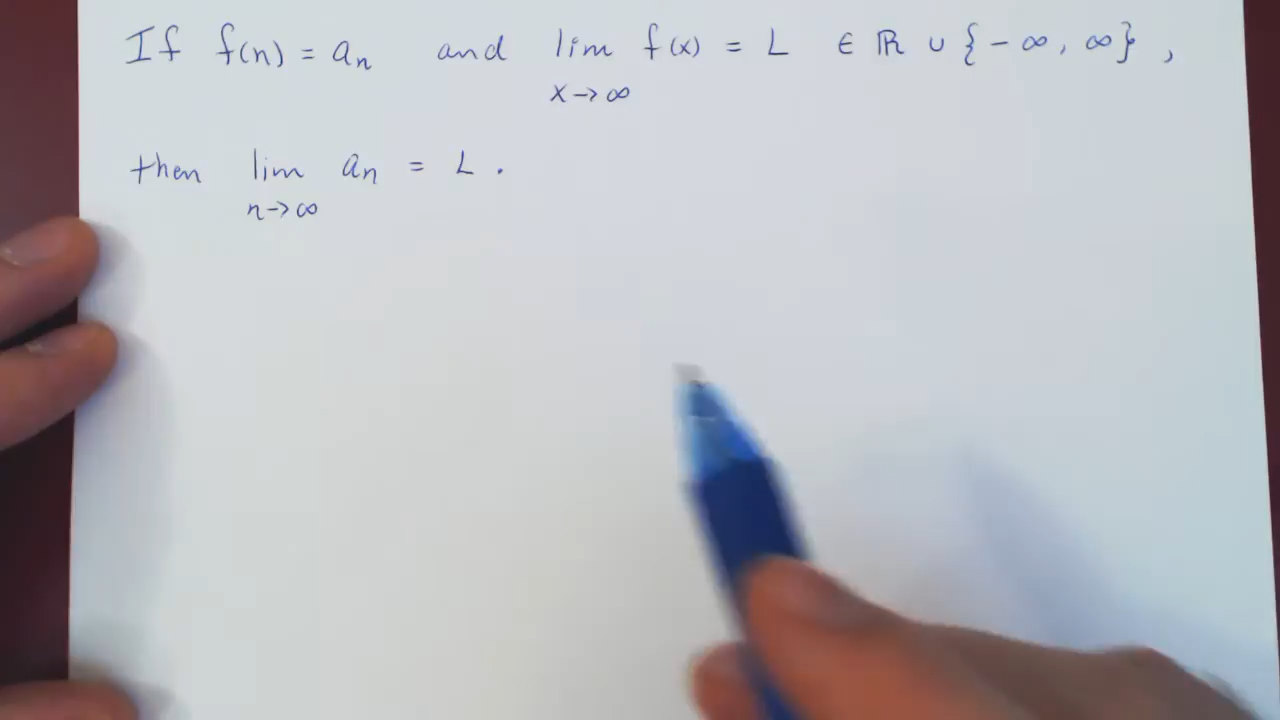 If f(n) = aₙ and lim f(x) = L ∈ ℝ ∪ {-∞, ∞},
x→∞
then lim aₙ = L.
n→∞